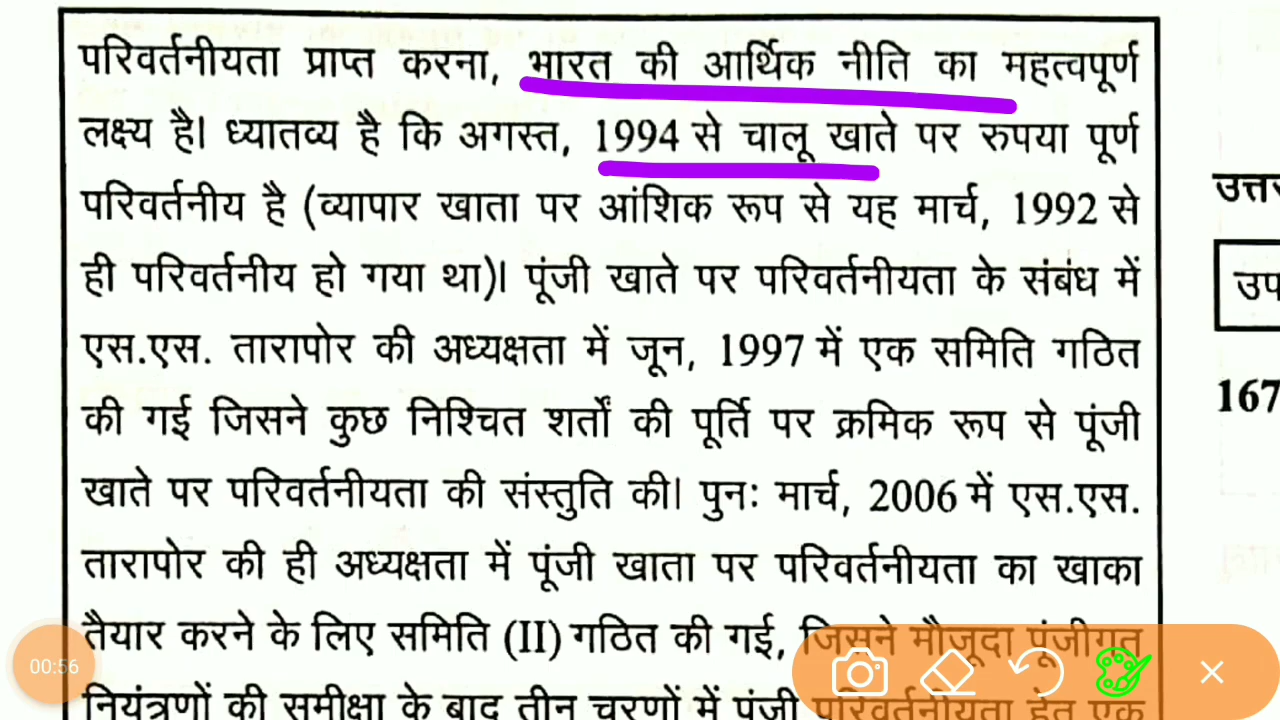 परिवर्तनीयता प्राप्त करना, भारत की आर्थिक नीति का महत्वपूर्ण
लक्ष्य है। ध्यातव्य है कि अगस्त, 1994 से चालू खाते पर रुपया पूर्ण
परिवर्तनीय है (व्यापार खाता पर आंशिक रूप से यह मार्च, 1992 से
ही परिवर्तनीय हो गया था)। पूंजी खाते पर परिवर्तनीयता के संबंध में
एस.एस. तारापोर की अध्यक्षता में जून, 1997 में एक समिति गठित
की गई जिसने कुछ निश्चित शर्तों की पूर्ति पर क्रमिक रूप से पूंजी
खाते पर परिवर्तनीयता की संस्तुति की। पुनः मार्च, 2006 में एस.एस.
तारापोर की ही अध्यक्षता में पूंजी खाता पर परिवर्तनीयता का खाका
तैयार करने के लिए समिति (II) गठित की गई, जिसने मौजूदा पूंजीगत
नियंत्रणों की समीक्षा के बाद तीन चरणों में पूंजी परिवर्तनीयता हेतु एक
167
00:56